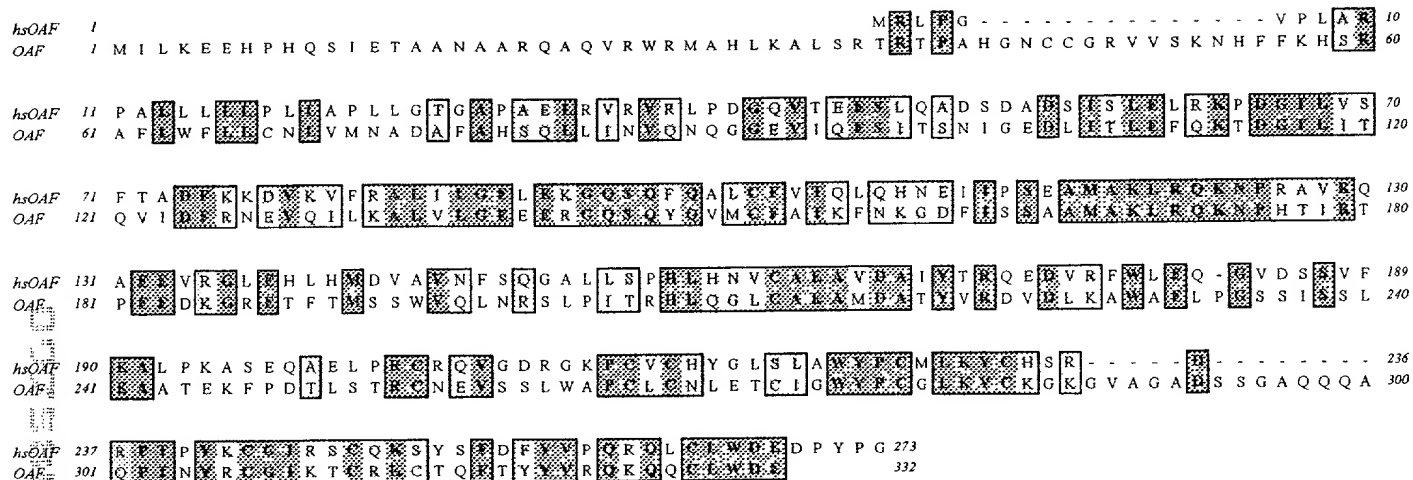 hsOAF 1 M R L P G - - - - - - - - - - - - - - V P L A R 10
OAF 1 M I L K E E H P H Q S I E T A A N A A R Q A Q V R W R M A H L K A L S R T R T P A H G N C C G R V V S K N H F F K H S R 60
hsOAF 11 P A L L L L L P L L A P L L G T G A P A E L R V R V R L P D G Q V T E E V L Q A D S D A D S I S L E L R K P D G T L V S 70
OAF 61 A F L W F L L C N L V M N A D A F A H S Q L L I N V Q N Q G G E V I Q E S I T S N I G E D L E T L E F Q K T D G T L I T 120
hsOAF 71 F T A D F K K D V K V F R A L I L G E L E K G Q S Q F Q A L C F V T Q L Q H N E I I P S E A M A K L R Q K N P R A V R Q 130
OAF 121 Q V I D F R N E V Q I L K A L V L G E E E R G Q S Q Y Q V M C F A T K F N K G D F I S S A A M A K L R Q K N P H T I R T 180
hsOAF 131 A E E V R G L E H L H M D V A V N F S Q G A L L S P H L H N V C A E A V D A I Y T R Q E D V R F W L E Q - G V D S S V F 189
OAF 181 P E E D K G R E T F T M S S W V Q L N R S L P I T R H L Q G L C A E A M D A T Y V R D V D L K A W A E L P G S S I S S L 240
hsOAF 190 K A L P K A S E Q A E L P R C R Q V G D R G K P C V C H Y G L S L A W Y P C M L K Y C H S R - - - - - D - - - - - - - - 236
OAF 241 K A A T E K F P D T L S T R C N E V S S L W A P C L C N L E T C I G W Y P C G L K Y C K G K G V A G A D S S G A Q Q Q A 300
hsOAF 237 R P T P Y K C G I R S C Q K S Y S F D F Y V P Q R Q L C L W D E D P Y P G 273
OAF 301 Q P I N Y R C G I K T C R K C T Q F T Y Y V R Q K Q Q C L W D E 332